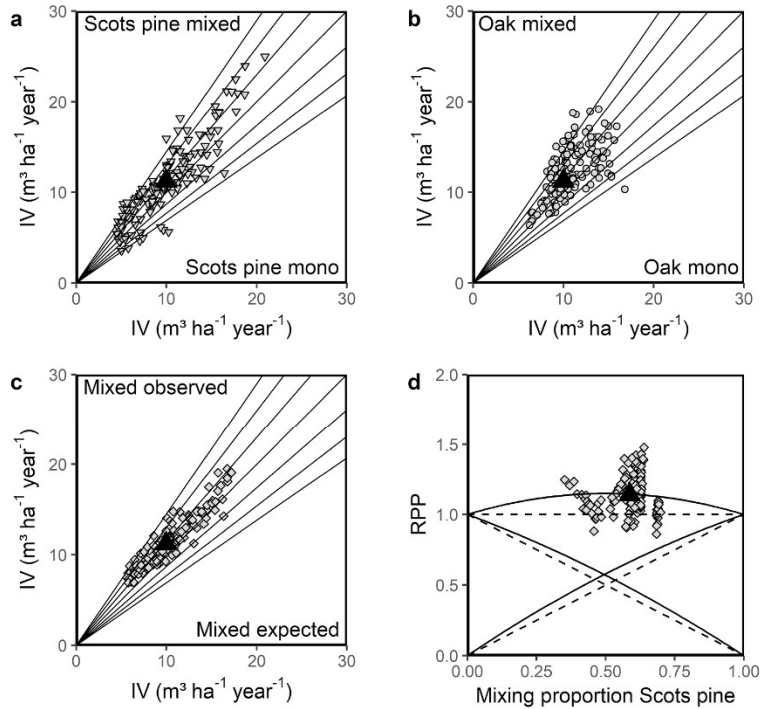 a
Scots pine mixed
IV (m³ ha⁻¹ year⁻¹)
30
20
10
0
Scots pine mono
0 10 20 30
IV (m³ ha⁻¹ year⁻¹)
b
Oak mixed
IV (m³ ha⁻¹ year⁻¹)
30
20
10
0
Oak mono
0 10 20 30
IV (m³ ha⁻¹ year⁻¹)
c
Mixed observed
IV (m³ ha⁻¹ year⁻¹)
30
20
10
0
Mixed expected
0 10 20 30
IV (m³ ha⁻¹ year⁻¹)
d
RPP
2.0
1.5
1.0
0.5
0.0
0.00 0.25 0.50 0.75 1.00
Mixing proportion Scots pine